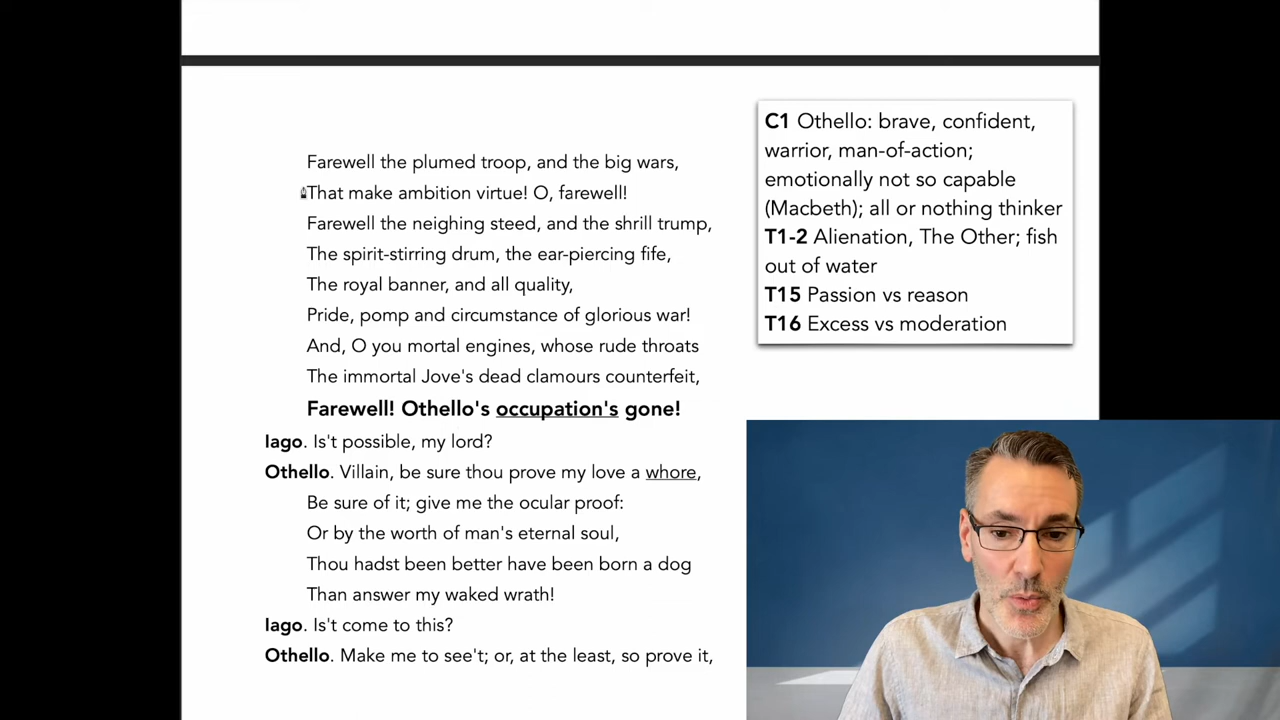 Farewell the plumed troop, and the big wars,
That make ambition virtue! O, farewell!
Farewell the neighing steed, and the shrill trump,
The spirit-stirring drum, the ear-piercing fife,
The royal banner, and all quality,
Pride, pomp and circumstance of glorious war!
And, O you mortal engines, whose rude throats
The immortal Jove's dead clamours counterfeit,
Farewell! Othello's occupation's gone!
Iago. Is't possible, my lord?
Othello. Villain, be sure thou prove my love a whore,
Be sure of it; give me the ocular proof:
Or by the worth of man's eternal soul,
Thou hadst been better have been born a dog
Than answer my waked wrath!
Iago. Is't come to this?
Othello. Make me to see't; or, at the least, so prove it,
C1 Othello: brave, confident,
warrior, man-of-action;
emotionally not so capable
(Macbeth); all or nothing thinker
T1-2 Alienation, The Other; fish
out of water
T15 Passion vs reason
T16 Excess vs moderation